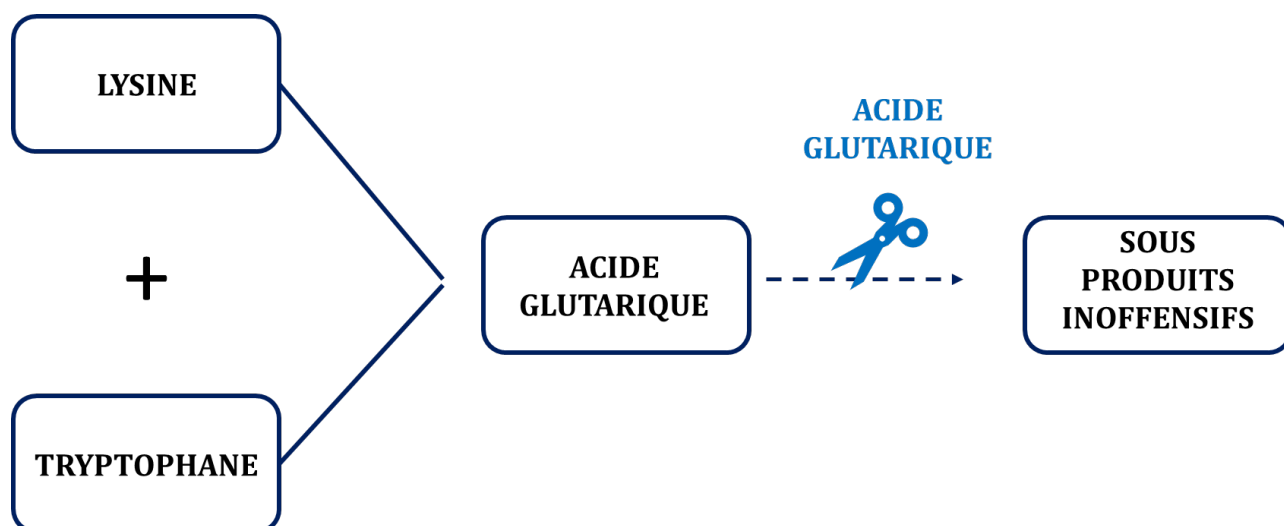 LYSINE
+
TRYPTOPHANE
ACIDE
GLUTARIQUE
ACIDE
GLUTARIQUE
SOUS
PRODUITS
INOFFENSIFS